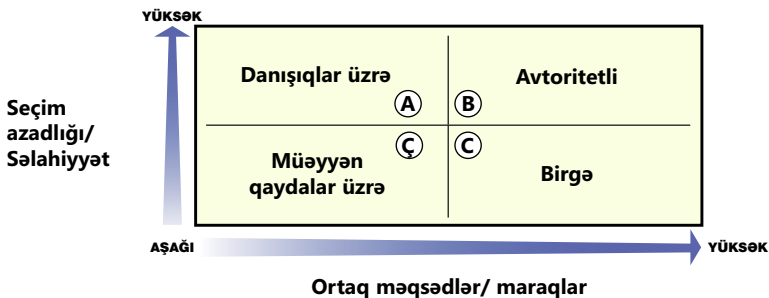 YÜKSƏK
Danışıqlar üzrə
Avtoritetli
A
B
Seçim
azadlığı/
Səlahiyyət
Ç
C
Müəyyən
qaydalar üzrə
Birgə
AŞAĞI
YÜKSƏK
Ortaq məqsədlər/ maraqlar